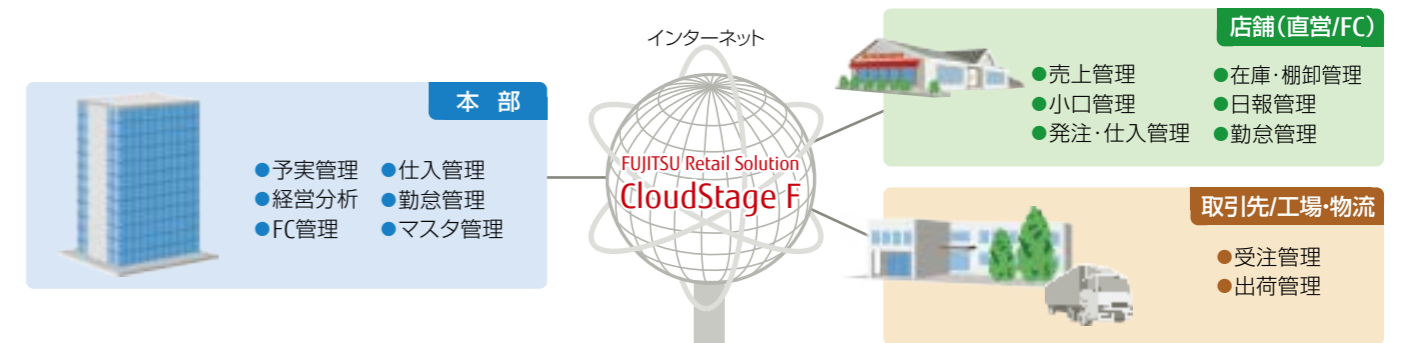 インターネット
本 部
●予実管理 ●仕入管理
●経営分析 ●勤怠管理
●FC管理 ●マスタ管理
FUJITSU Retail Solution
CloudStage F
店舗(直営/FC)
●売上管理 ●在庫・棚卸管理
●小口管理 ●日報管理
●発注・仕入管理 ●勤怠管理
取引先/工場・物流
●受注管理
●出荷管理